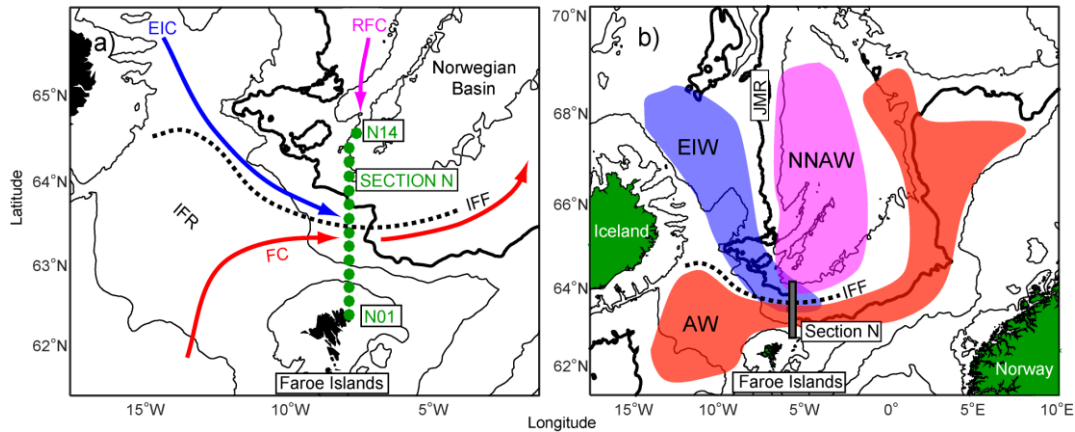 a)
EIC
RFC
Norwegian
Basin
N14
SECTION N
IFR
IFF
FC
N01
Faroe Islands
65°N
64°N
63°N
62°N
Latitude
15°W
10°W
5°W
Longitude
b)
JMR
EIW
NNAW
Iceland
IFF
AW
Section N
Faroe Islands
Norway
70°N
68°N
66°N
64°N
62°N
15°W
10°W
5°W
0°
5°E
10°E